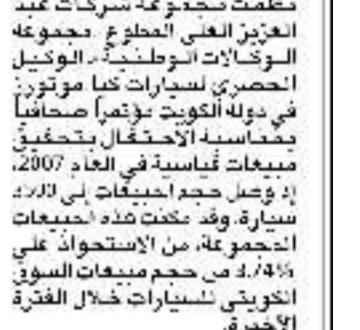 نظمت مجموعة شركات عبد
العزيز العلي المطوع مجموعة
الوكالات الوطنية، الوكيل
الحصري لسيارات كيا موتورز
في دولة الكويت مؤتمراً صحافياً
بمناسبة الاحتفال بتحقيق
مبيعات قياسية في العام 2007،
إذ وصل حجم المبيعات إلى
سيارة. وقد مكنت هذه المبيعات
المجموعة، من الاستحواذ على
4.74% من حجم مبيعات السوق
الكويتي للسيارات خلال الفترة
الأخيرة.